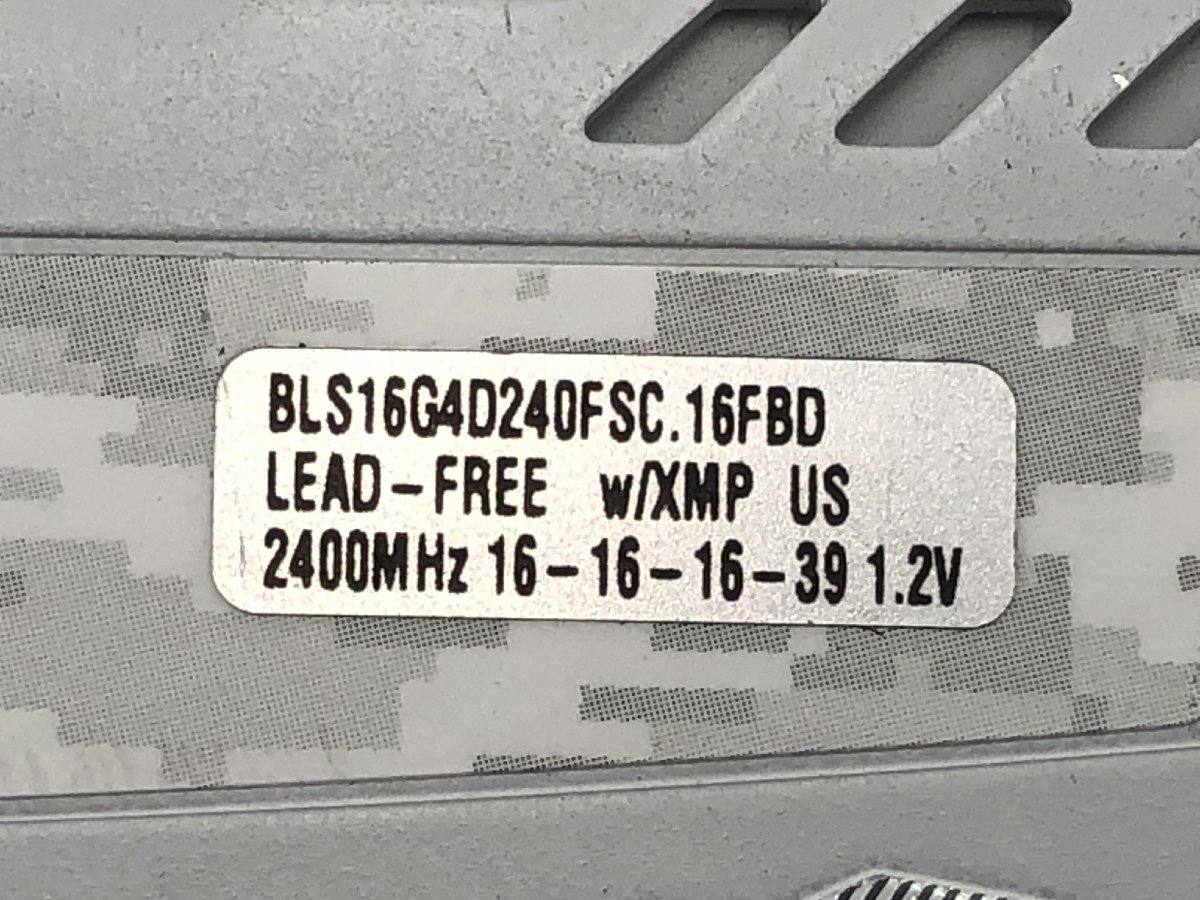 BLS16G4D240FSC.16FBD
LEAD-FREE w/XMP US
2400MHz 16-16-16-39 1.2V